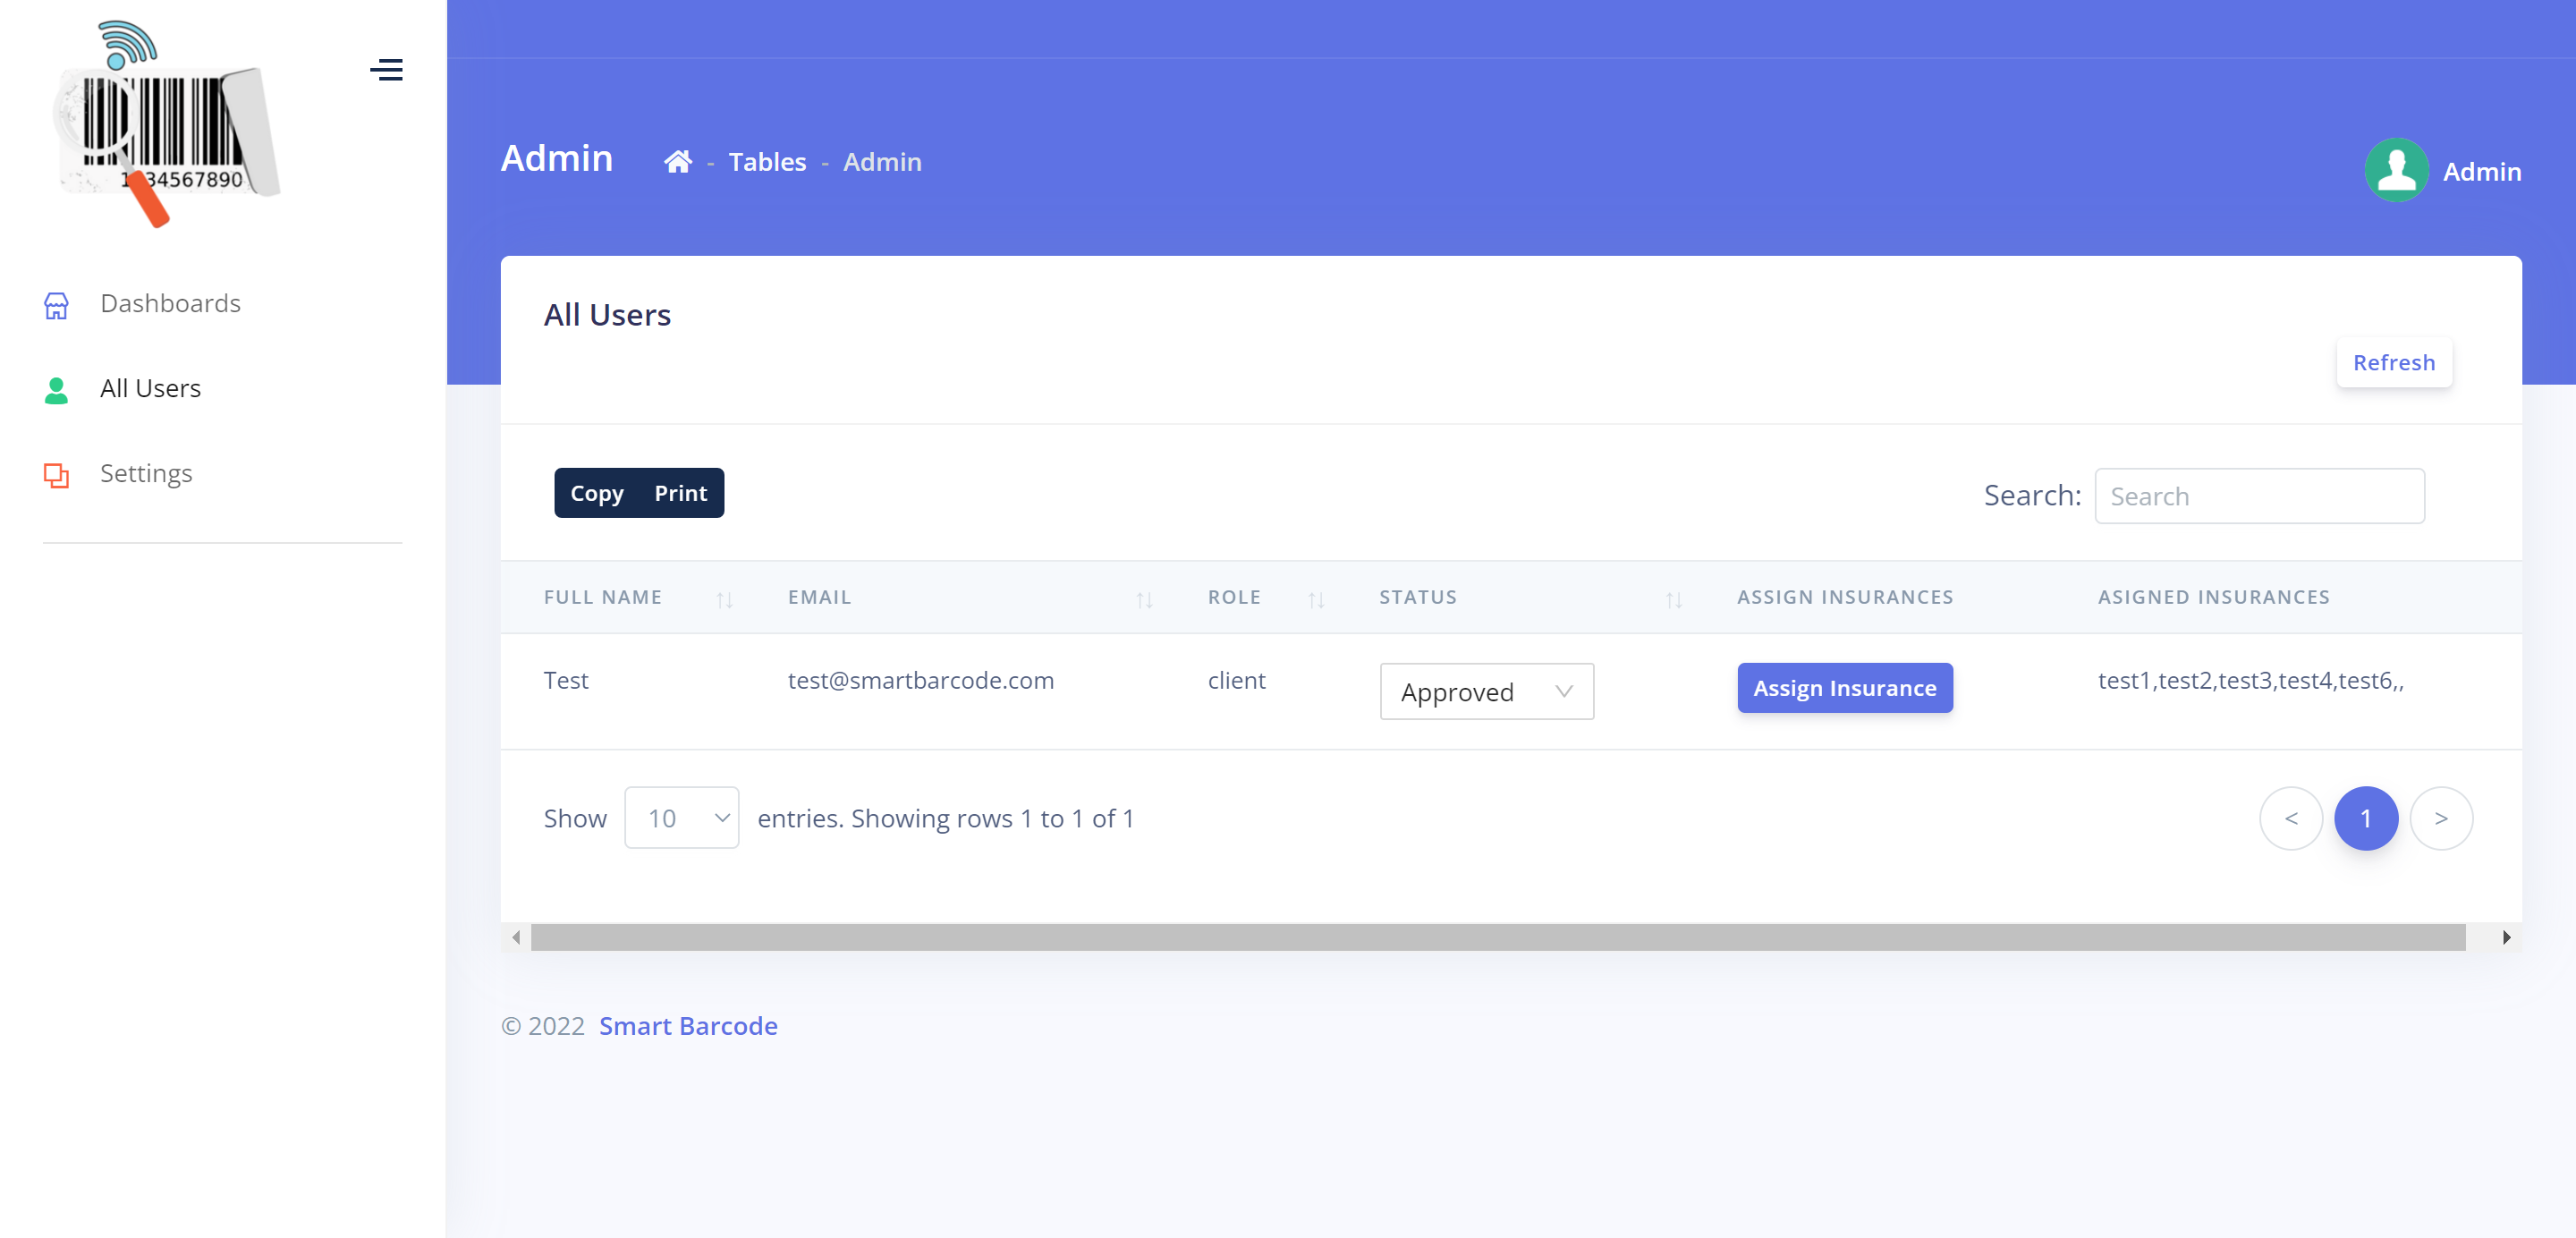 1 34567890
Dashboards
All Users
Settings
Admin - Tables - Admin
Admin
All Users
Refresh
Copy Print
Search: Search
FULL NAME EMAIL ROLE STATUS ASSIGN INSURANCES ASIGNED INSURANCES
Test test@smartbarcode.com client Approved Assign Insurance test1,test2,test3,test4,test6,,
Show 10 entries. Showing rows 1 to 1 of 1
< 1 >
© 2022 Smart Barcode